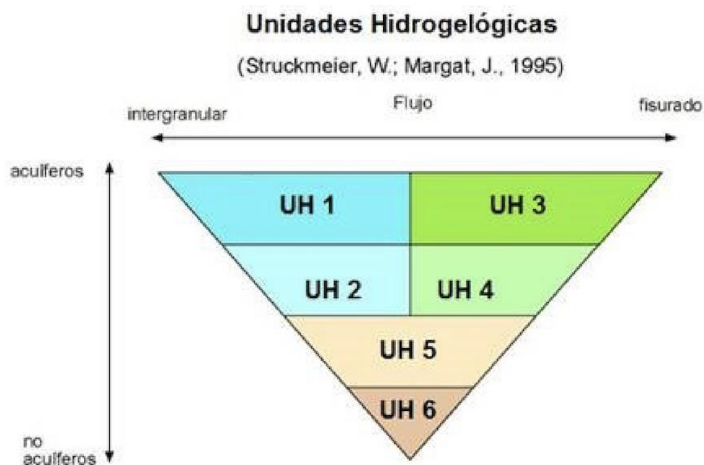 Unidades Hidrogelógicas
(Struckmeier, W.; Margat, J., 1995)
intergranular
Flujo
fisurado
acuíferos
UH 1
UH 3
UH 2
UH 4
UH 5
UH 6
no
acuíferos